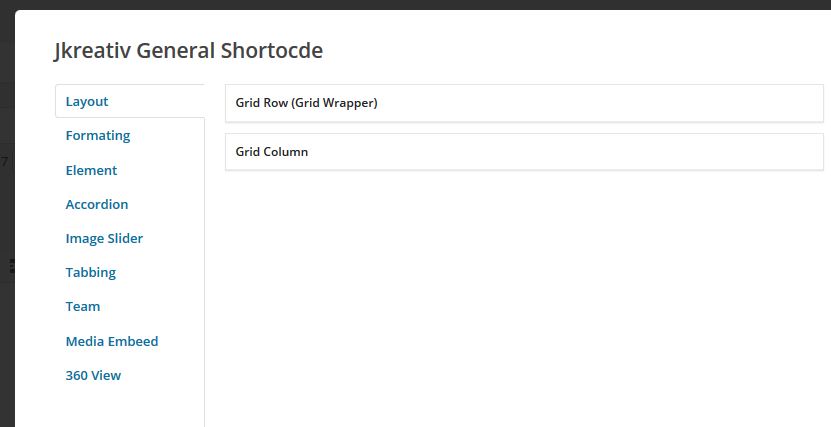 Jkreativ General Shortocde
Layout
Formating
Element
Accordion
Image Slider
Tabbing
Team
Media Embeed
360 View
Grid Row (Grid Wrapper)
Grid Column
7